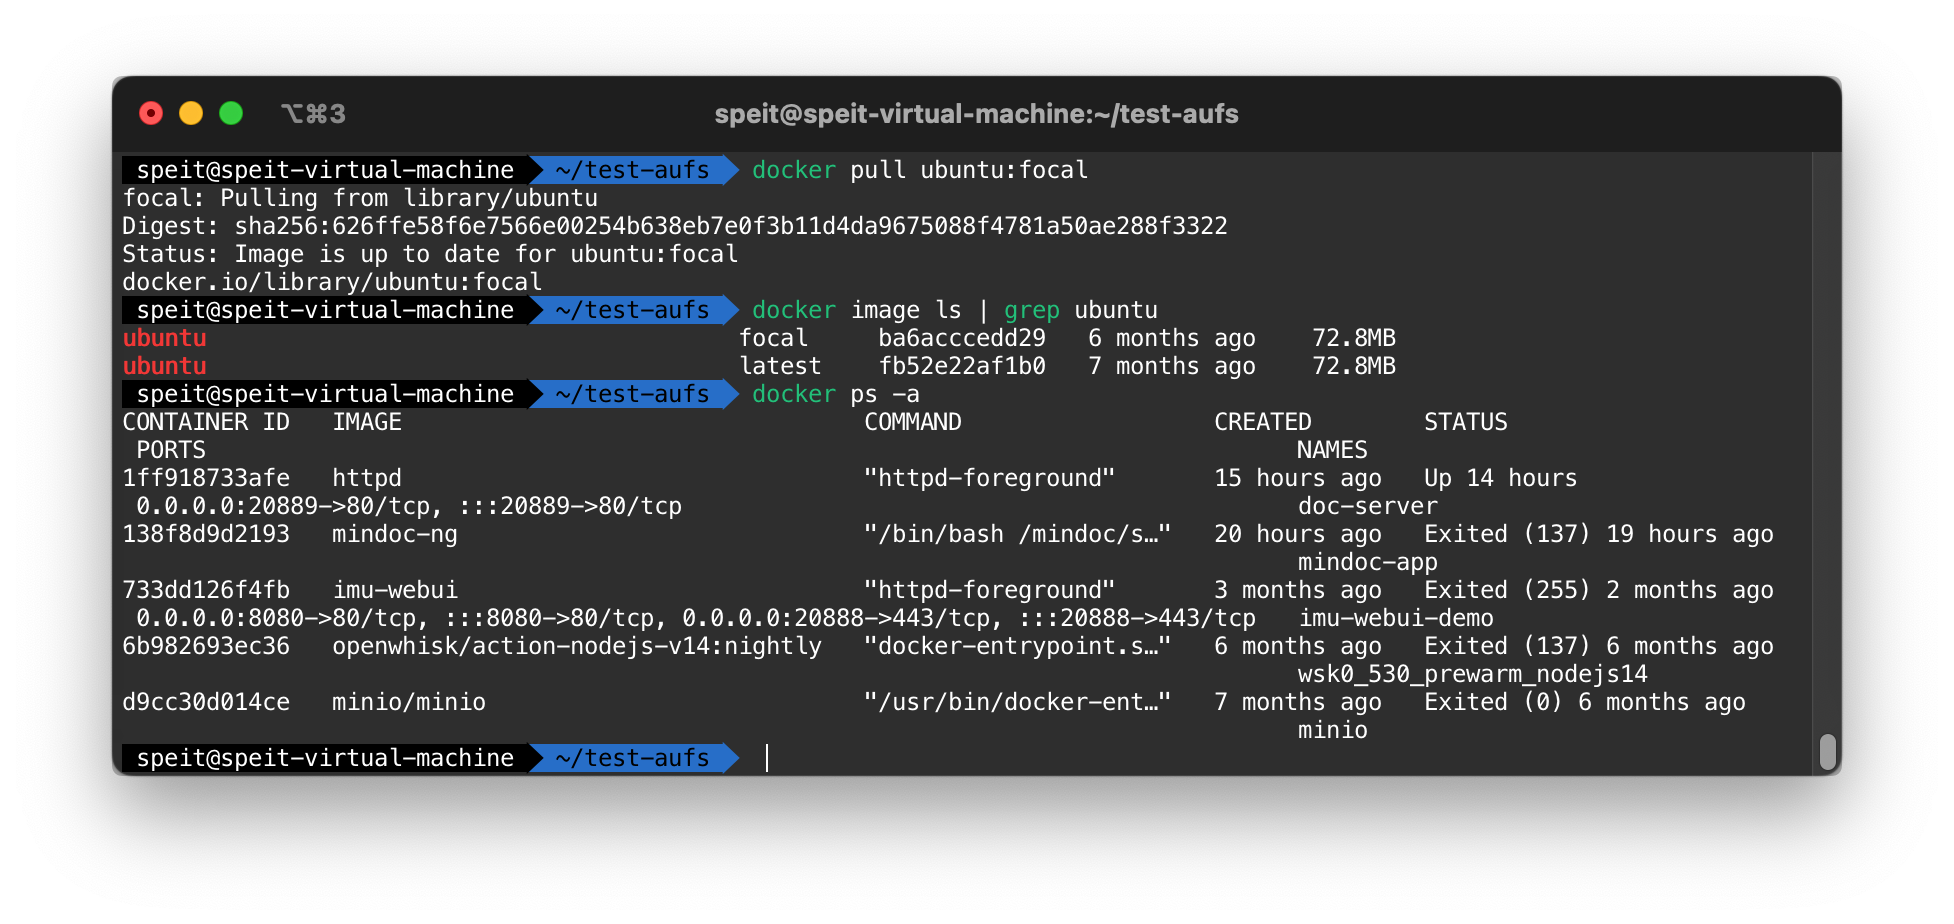 ⌥⌘3 speit@speit-virtual-machine:~/test-aufs
speit@speit-virtual-machine ~/test-aufs docker pull ubuntu:focal
focal: Pulling from library/ubuntu
Digest: sha256:626ffe58f6e7566e00254b638eb7e0f3b11d4da9675088f4781a50ae288f3322
Status: Image is up to date for ubuntu:focal
docker.io/library/ubuntu:focal
speit@speit-virtual-machine ~/test-aufs docker image ls | grep ubuntu
ubuntu focal ba6acccedd29 6 months ago 72.8MB
ubuntu latest fb52e22af1b0 7 months ago 72.8MB
speit@speit-virtual-machine ~/test-aufs docker ps -a
CONTAINER ID IMAGE COMMAND CREATED STATUS
PORTS NAMES
1ff918733afe httpd "httpd-foreground" 15 hours ago Up 14 hours
0.0.0.0:20889->80/tcp, :::20889->80/tcp doc-server
138f8d9d2193 mindoc-ng "/bin/bash /mindoc/s…" 20 hours ago Exited (137) 19 hours ago
mindoc-app
733dd126f4fb imu-webui "httpd-foreground" 3 months ago Exited (255) 2 months ago
0.0.0.0:8080->80/tcp, :::8080->80/tcp, 0.0.0.0:20888->443/tcp, :::20888->443/tcp imu-webui-demo
6b982693ec36 openwhisk/action-nodejs-v14:nightly "docker-entrypoint.s…" 6 months ago Exited (137) 6 months ago
wsk0_530_prewarm_nodejs14
d9cc30d014ce minio/minio "/usr/bin/docker-ent…" 7 months ago Exited (0) 6 months ago
minio
speit@speit-virtual-machine ~/test-aufs